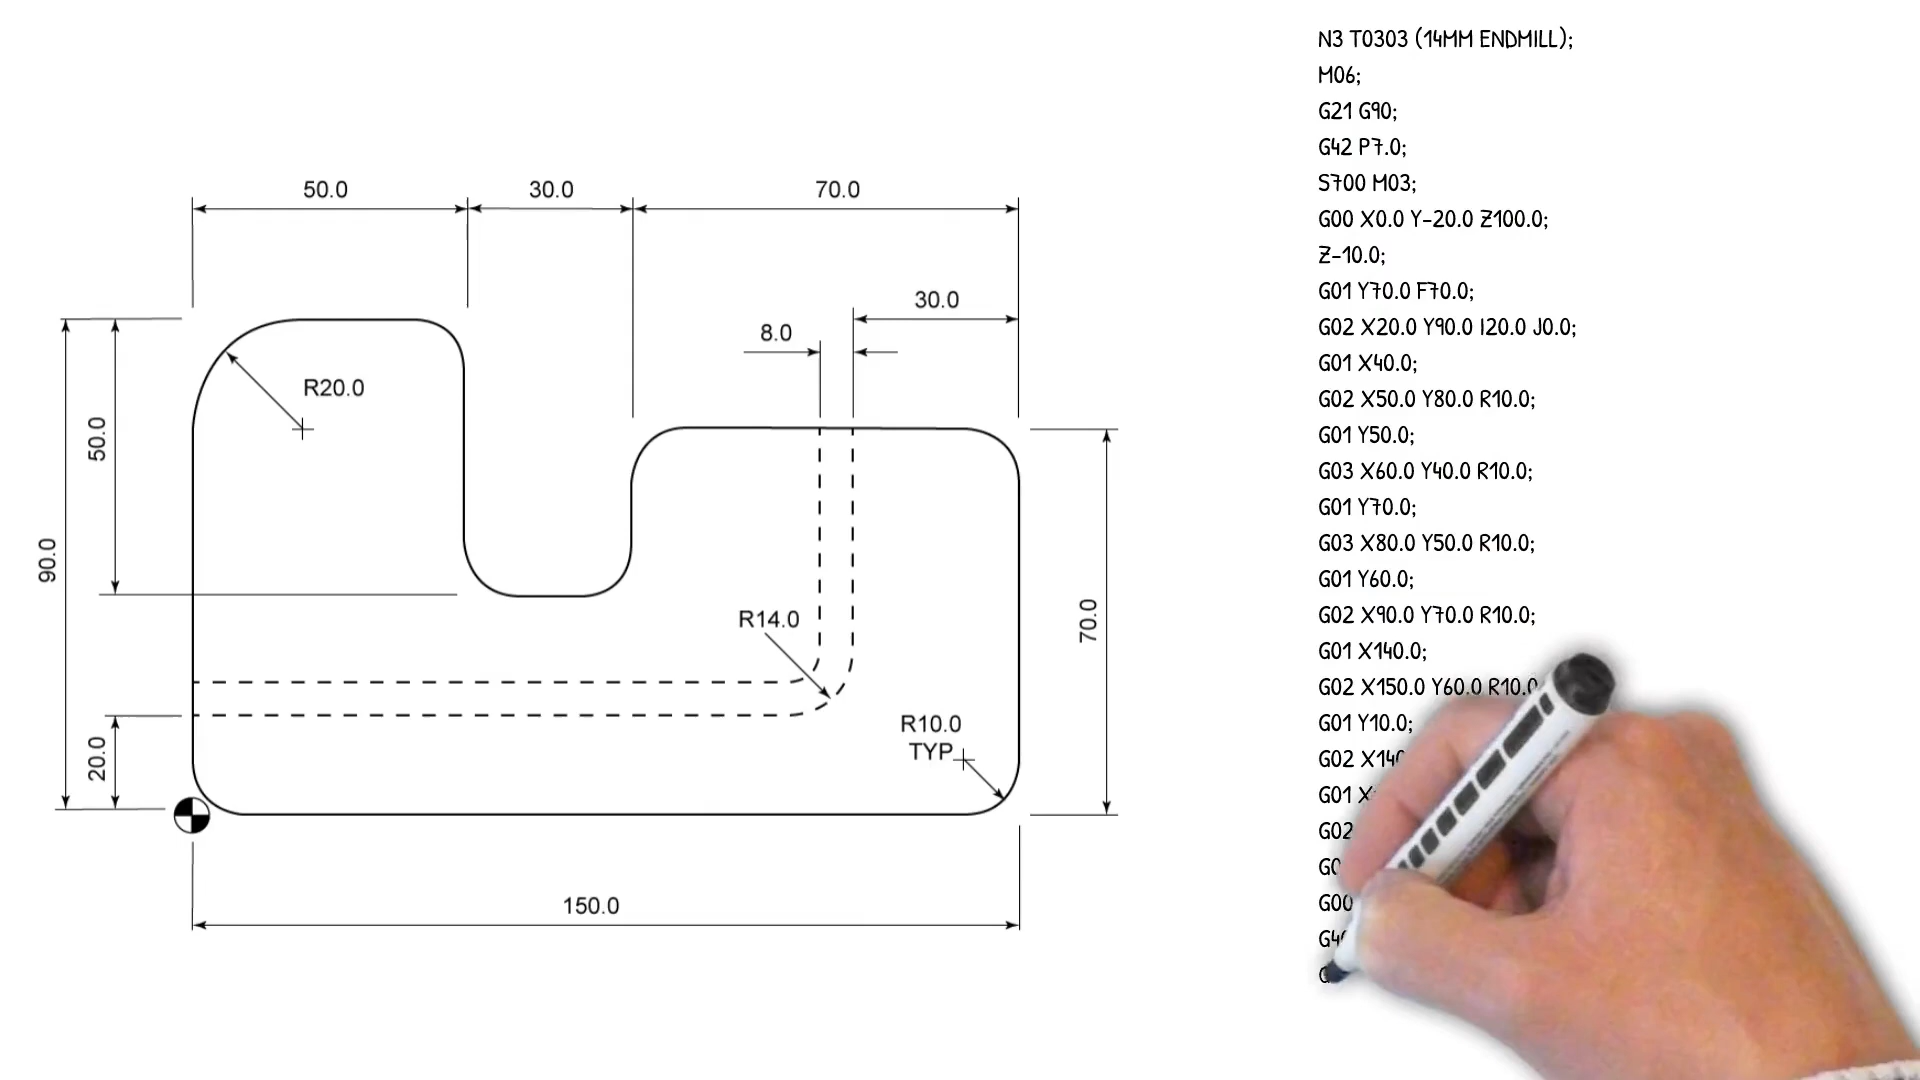 50.0
30.0
70.0
30.0
8.0
R20.0
50.0
90.0
R14.0
70.0
R10.0
TYP
20.0
150.0
N3 T0303 (14MM ENDMILL);
M06;
G21 G90;
G42 P7.0;
S700 M03;
G00 X0.0 Y-20.0 Z100.0;
Z-10.0;
G01 Y70.0 F70.0;
G02 X20.0 Y90.0 I20.0 J0.0;
G01 X40.0;
G02 X50.0 Y80.0 R10.0;
G01 Y50.0;
G03 X60.0 Y40.0 R10.0;
G01 Y70.0;
G03 X80.0 Y50.0 R10.0;
G01 Y60.0;
G02 X90.0 Y70.0 R10.0;
G01 X140.0;
G02 X150.0 Y60.0 R10.0
G01 Y10.0;
G02 X14
G01 X
G02
G0
G00
G4
G